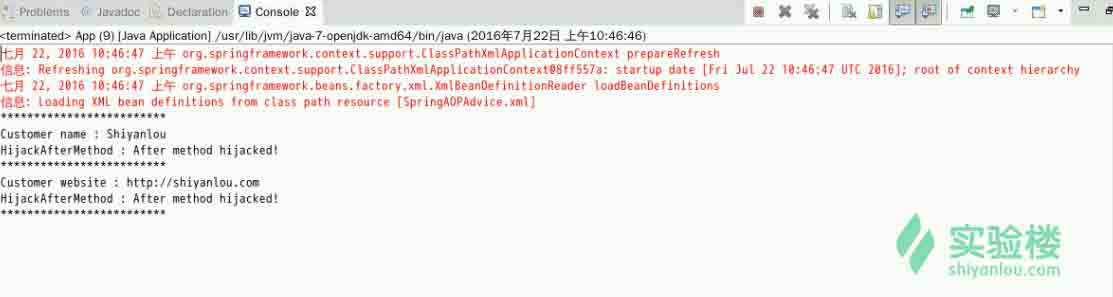 Problems @ Javadoc Declaration Console
<terminated> App (9) [Java Application] /usr/lib/jvm/java-7-openjdk-amd64/bin/java (2016年7月22日 上午10:46:46)
七月 22, 2016 10:46:47 上午 org.springframework.context.support.ClassPathXmlApplicationContext prepareRefresh
信息: Refreshing org.springframework.context.support.ClassPathXmlApplicationContext@8ff557a: startup date [Fri Jul 22 10:46:47 UTC 2016]; root of context hierarchy
七月 22, 2016 10:46:47 上午 org.springframework.beans.factory.xml.XmlBeanDefinitionReader loadBeanDefinitions
信息: Loading XML bean definitions from class path resource [SpringAOPAdvice.xml]
*************************
Customer name : Shiyanlou
HijackAfterMethod : After method hijacked!
*************************
Customer website : http://shiyanlou.com
HijackAfterMethod : After method hijacked!
*************************
实验楼
shiyanlou.com